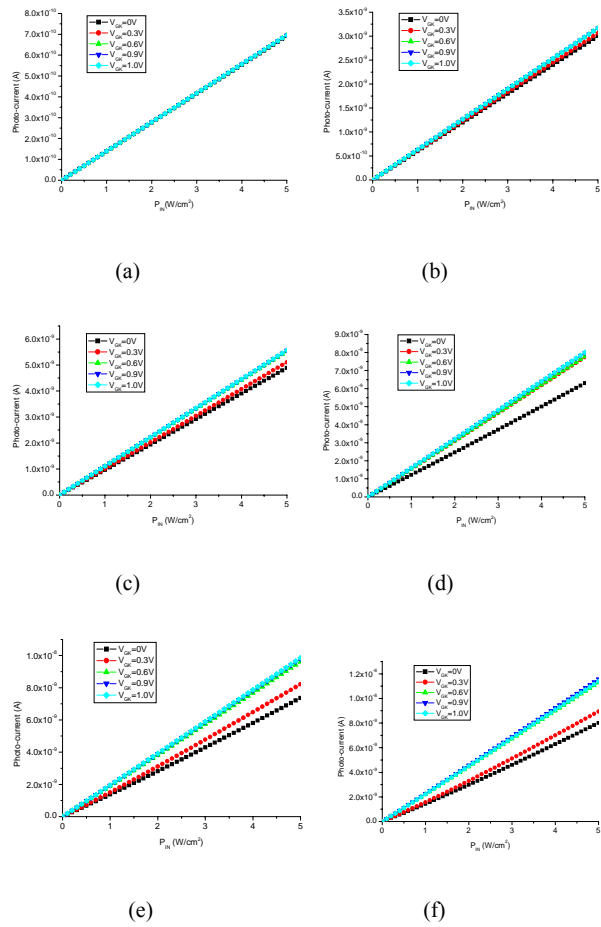 7.0x10⁻¹⁰
6.0x10⁻¹⁰
5.0x10⁻¹⁰
4.0x10⁻¹⁰
3.0x10⁻¹⁰
2.0x10⁻¹⁰
1.0x10⁻¹⁰
0.0
Photo-current (A)
V_GK=0V
V_GK=0.3V
V_GK=0.6V
V_GK=0.9V
V_GK=1.0V
0 1 2 3 4 5
P_IN (W/cm²)
(a)
3.5x10⁻⁹
3.0x10⁻⁹
2.5x10⁻⁹
2.0x10⁻⁹
1.5x10⁻⁹
1.0x10⁻⁹
5.0x10⁻¹⁰
0.0
Photo-current (A)
V_GK=0V
V_GK=0.3V
V_GK=0.6V
V_GK=0.9V
V_GK=1.0V
0 1 2 3 4 5
P_IN (W/cm²)
(b)
6.0x10⁻⁹
5.0x10⁻⁹
4.0x10⁻⁹
3.0x10⁻⁹
2.0x10⁻⁹
1.0x10⁻⁹
0.0
Photo-current (A)
V_GK=0V
V_GK=0.3V
V_GK=0.6V
V_GK=0.9V
V_GK=1.0V
0 1 2 3 4 5
P_IN (W/cm²)
(c)
9.0x10⁻⁹
8.0x10⁻⁹
7.0x10⁻⁹
6.0x10⁻⁹
5.0x10⁻⁹
4.0x10⁻⁹
3.0x10⁻⁹
2.0x10⁻⁹
1.0x10⁻⁹
0.0
Photo-current (A)
V_GK=0V
V_GK=0.3V
V_GK=0.6V
V_GK=0.9V
V_GK=1.0V
0 1 2 3 4 5
P_IN (W/cm²)
(d)
1.0x10⁻⁸
8.0x10⁻⁹
6.0x10⁻⁹
4.0x10⁻⁹
2.0x10⁻⁹
0.0
Photo-current (A)
V_GK=0V
V_GK=0.3V
V_GK=0.6V
V_GK=0.9V
V_GK=1.0V
0 1 2 3 4 5
P_IN (W/cm²)
(e)
1.2x10⁻⁸
1.0x10⁻⁸
8.0x10⁻⁹
6.0x10⁻⁹
4.0x10⁻⁹
2.0x10⁻⁹
0.0
Photo-current (A)
V_GK=0V
V_GK=0.3V
V_GK=0.6V
V_GK=0.9V
V_GK=1.0V
0 1 2 3 4 5
P_IN (W/cm²)
(f)